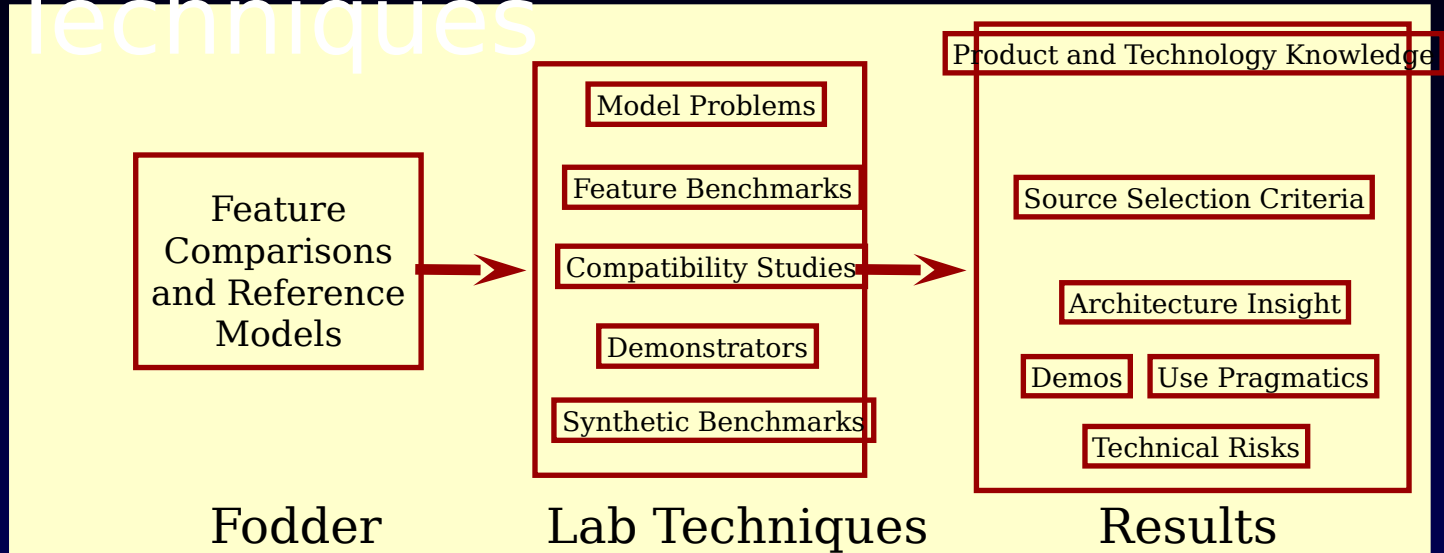 Techniques
Feature
Comparisons
and Reference
Models
Model Problems
Feature Benchmarks
Compatibility Studies
Demonstrators
Synthetic Benchmarks
Product and Technology Knowledge
Source Selection Criteria
Architecture Insight
Demos
Use Pragmatics
Technical Risks
Fodder
Lab Techniques
Results